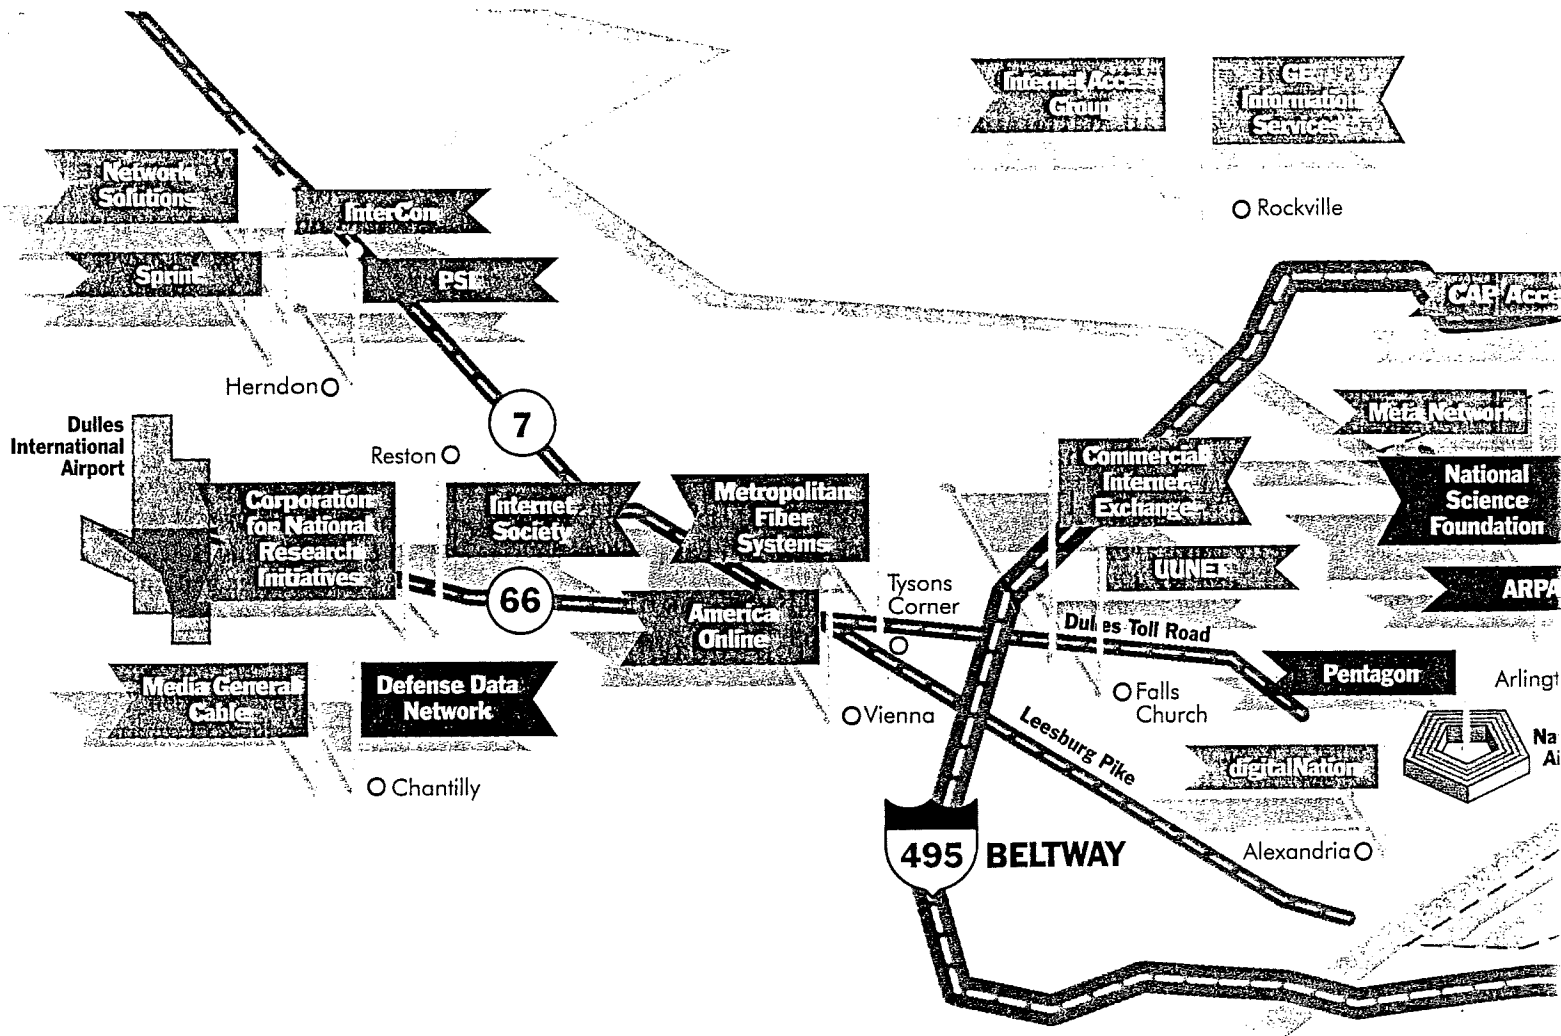 Internet Access
Group
GE
Information
Services
Rockville
Network
Solutions
InterCon
Sprint
PSI
CAP Acce
Herndon
7
Dulles
International
Airport
Reston
Meta Network
Corporation
for National
Research
Initiatives
Internet
Society
Metropolitan
Fiber
Systems
Commercial
Internet
Exchange
National
Science
Foundation
UUNET
Tysons
Corner
66
America
Online
ARPA
Dulles Toll Road
Media General
Cable
Defense Data
Network
Vienna
Falls
Church
Pentagon
Arlingt
Leesburg Pike
Na
Ai
digitalNation
Chantilly
495
BELTWAY
Alexandria